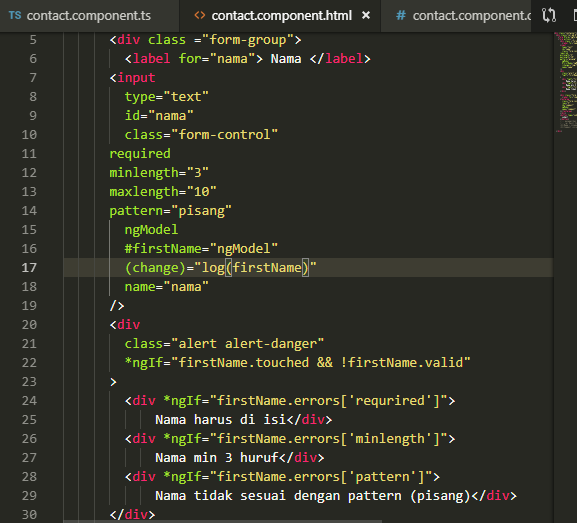 TS contact.component.ts
<> contact.component.html ×
# contact.component.c
5 <div class ="form-group">
6 <label for="nama"> Nama </label>
7 <input
8 type="text"
9 id="nama"
10 class="form-control"
11 required
12 minlength="3"
13 maxlength="10"
14 pattern="pisang"
15 ngModel
16 #firstName="ngModel"
17 (change)="log(firstName)"
18 name="nama"
19 />
20 <div
21 class="alert alert-danger"
22 *ngIf="firstName.touched && !firstName.valid"
23 >
24 <div *ngIf="firstName.errors['requrired']">
25 Nama harus di isi</div>
26 <div *ngIf="firstName.errors['minlength']">
27 Nama min 3 huruf</div>
28 <div *ngIf="firstName.errors['pattern']">
29 Nama tidak sesuai dengan pattern (pisang)</div>
30 </div>